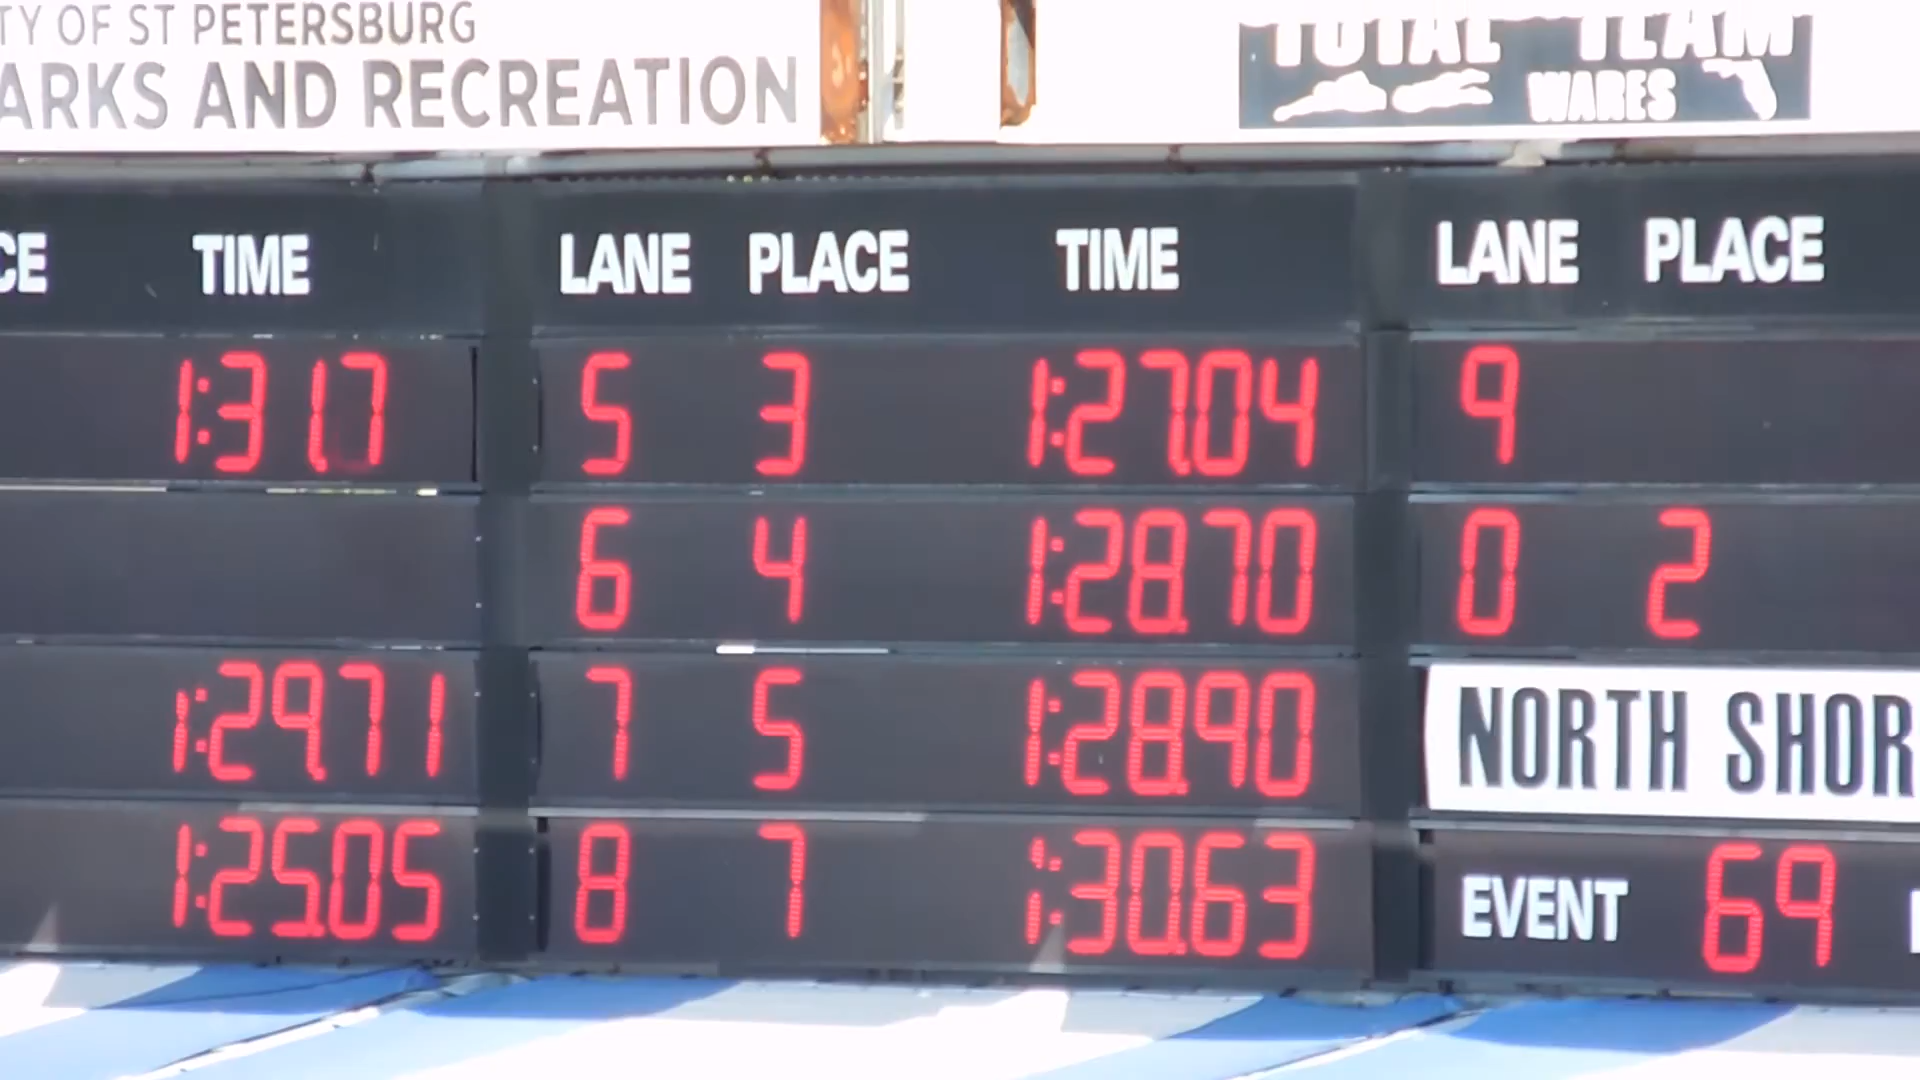 TY OF ST PETERSBURG
ARKS AND RECREATION
TOTAL TEAM
WARES
CE TIME LANE PLACE TIME LANE PLACE
1:31.7 5 3 1:27.04 9
6 4 1:28.70 0 2
1:29.71 7 5 1:28.90 NORTH SHOR
1:25.05 8 7 1:30.63 EVENT 69